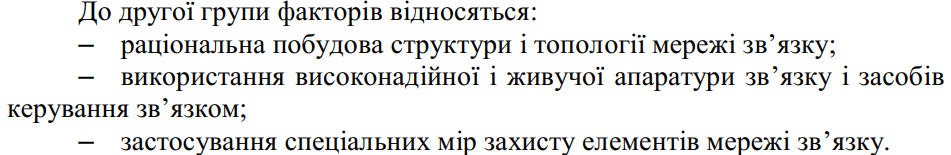 До другої групи факторів відносяться:
– раціональна побудова структури і топології мережі зв’язку;
– використання високонадійної і живучої апаратури зв’язку і засобів
керування зв’язком;
– застосування спеціальних мір захисту елементів мережі зв’язку.